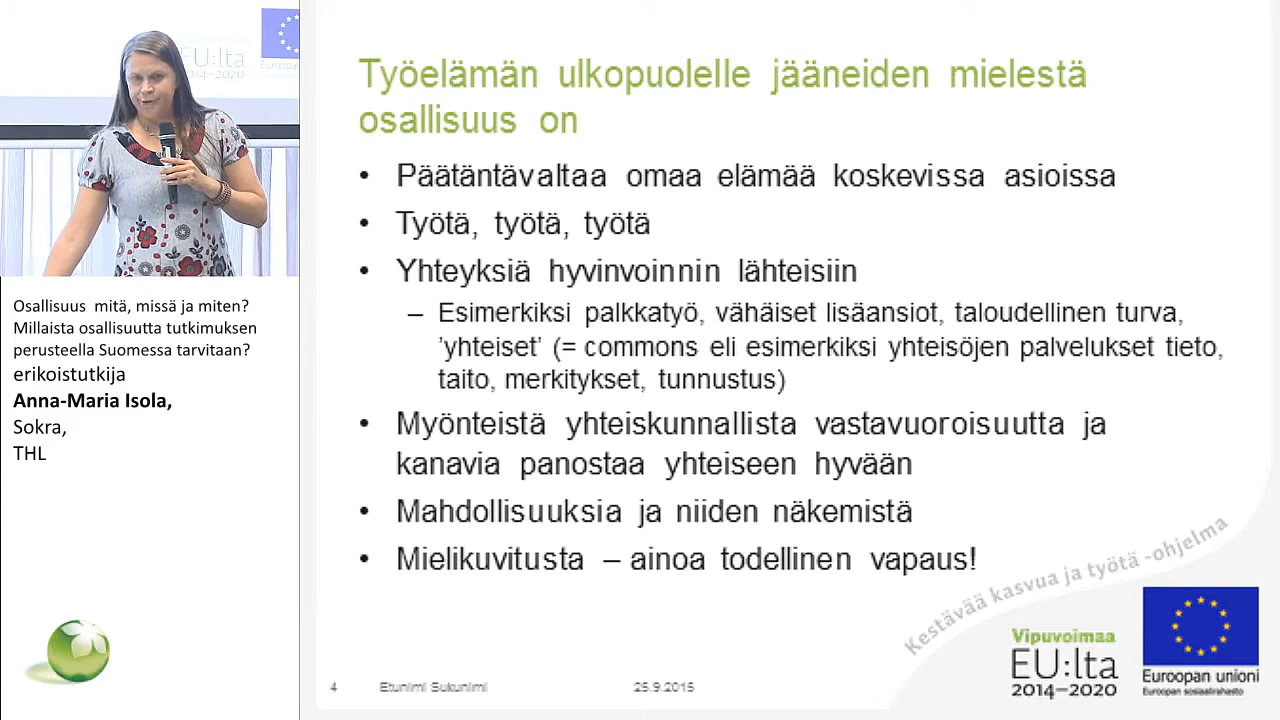 EU:lta
2014–2020
Työelämän ulkopuolelle jääneiden mielestä
osallisuus on
• Päätäntävaltaa omaa elämää koskevissa asioissa
• Työtä, työtä, työtä
• Yhteyksiä hyvinvoinnin lähteisiin
– Esimerkiksi palkkatyö, vähäiset lisäansiot, taloudellinen turva,
’yhteiset’ (= commons eli esimerkiksi yhteisöjen palvelukset tieto,
taito, merkitykset, tunnustus)
• Myönteistä yhteiskunnallista vastavuoroisuutta ja
kanavia panostaa yhteiseen hyvään
• Mahdollisuuksia ja niiden näkemistä
• Mielikuvitusta – ainoa todellinen vapaus!
Osallisuus mitä, missä ja miten?
Millaista osallisuutta tutkimuksen
perusteella Suomessa tarvitaan?
erikoistutkija
Anna-Maria Isola,
Sokra,
THL
Kestävää kasvua ja työtä -ohjelma
Vipuvoimaa
EU:lta
2014–2020
Euroopan unioni
Euroopan sosiaalirahasto
4 Etunimi Sukunimi 25.9.2015